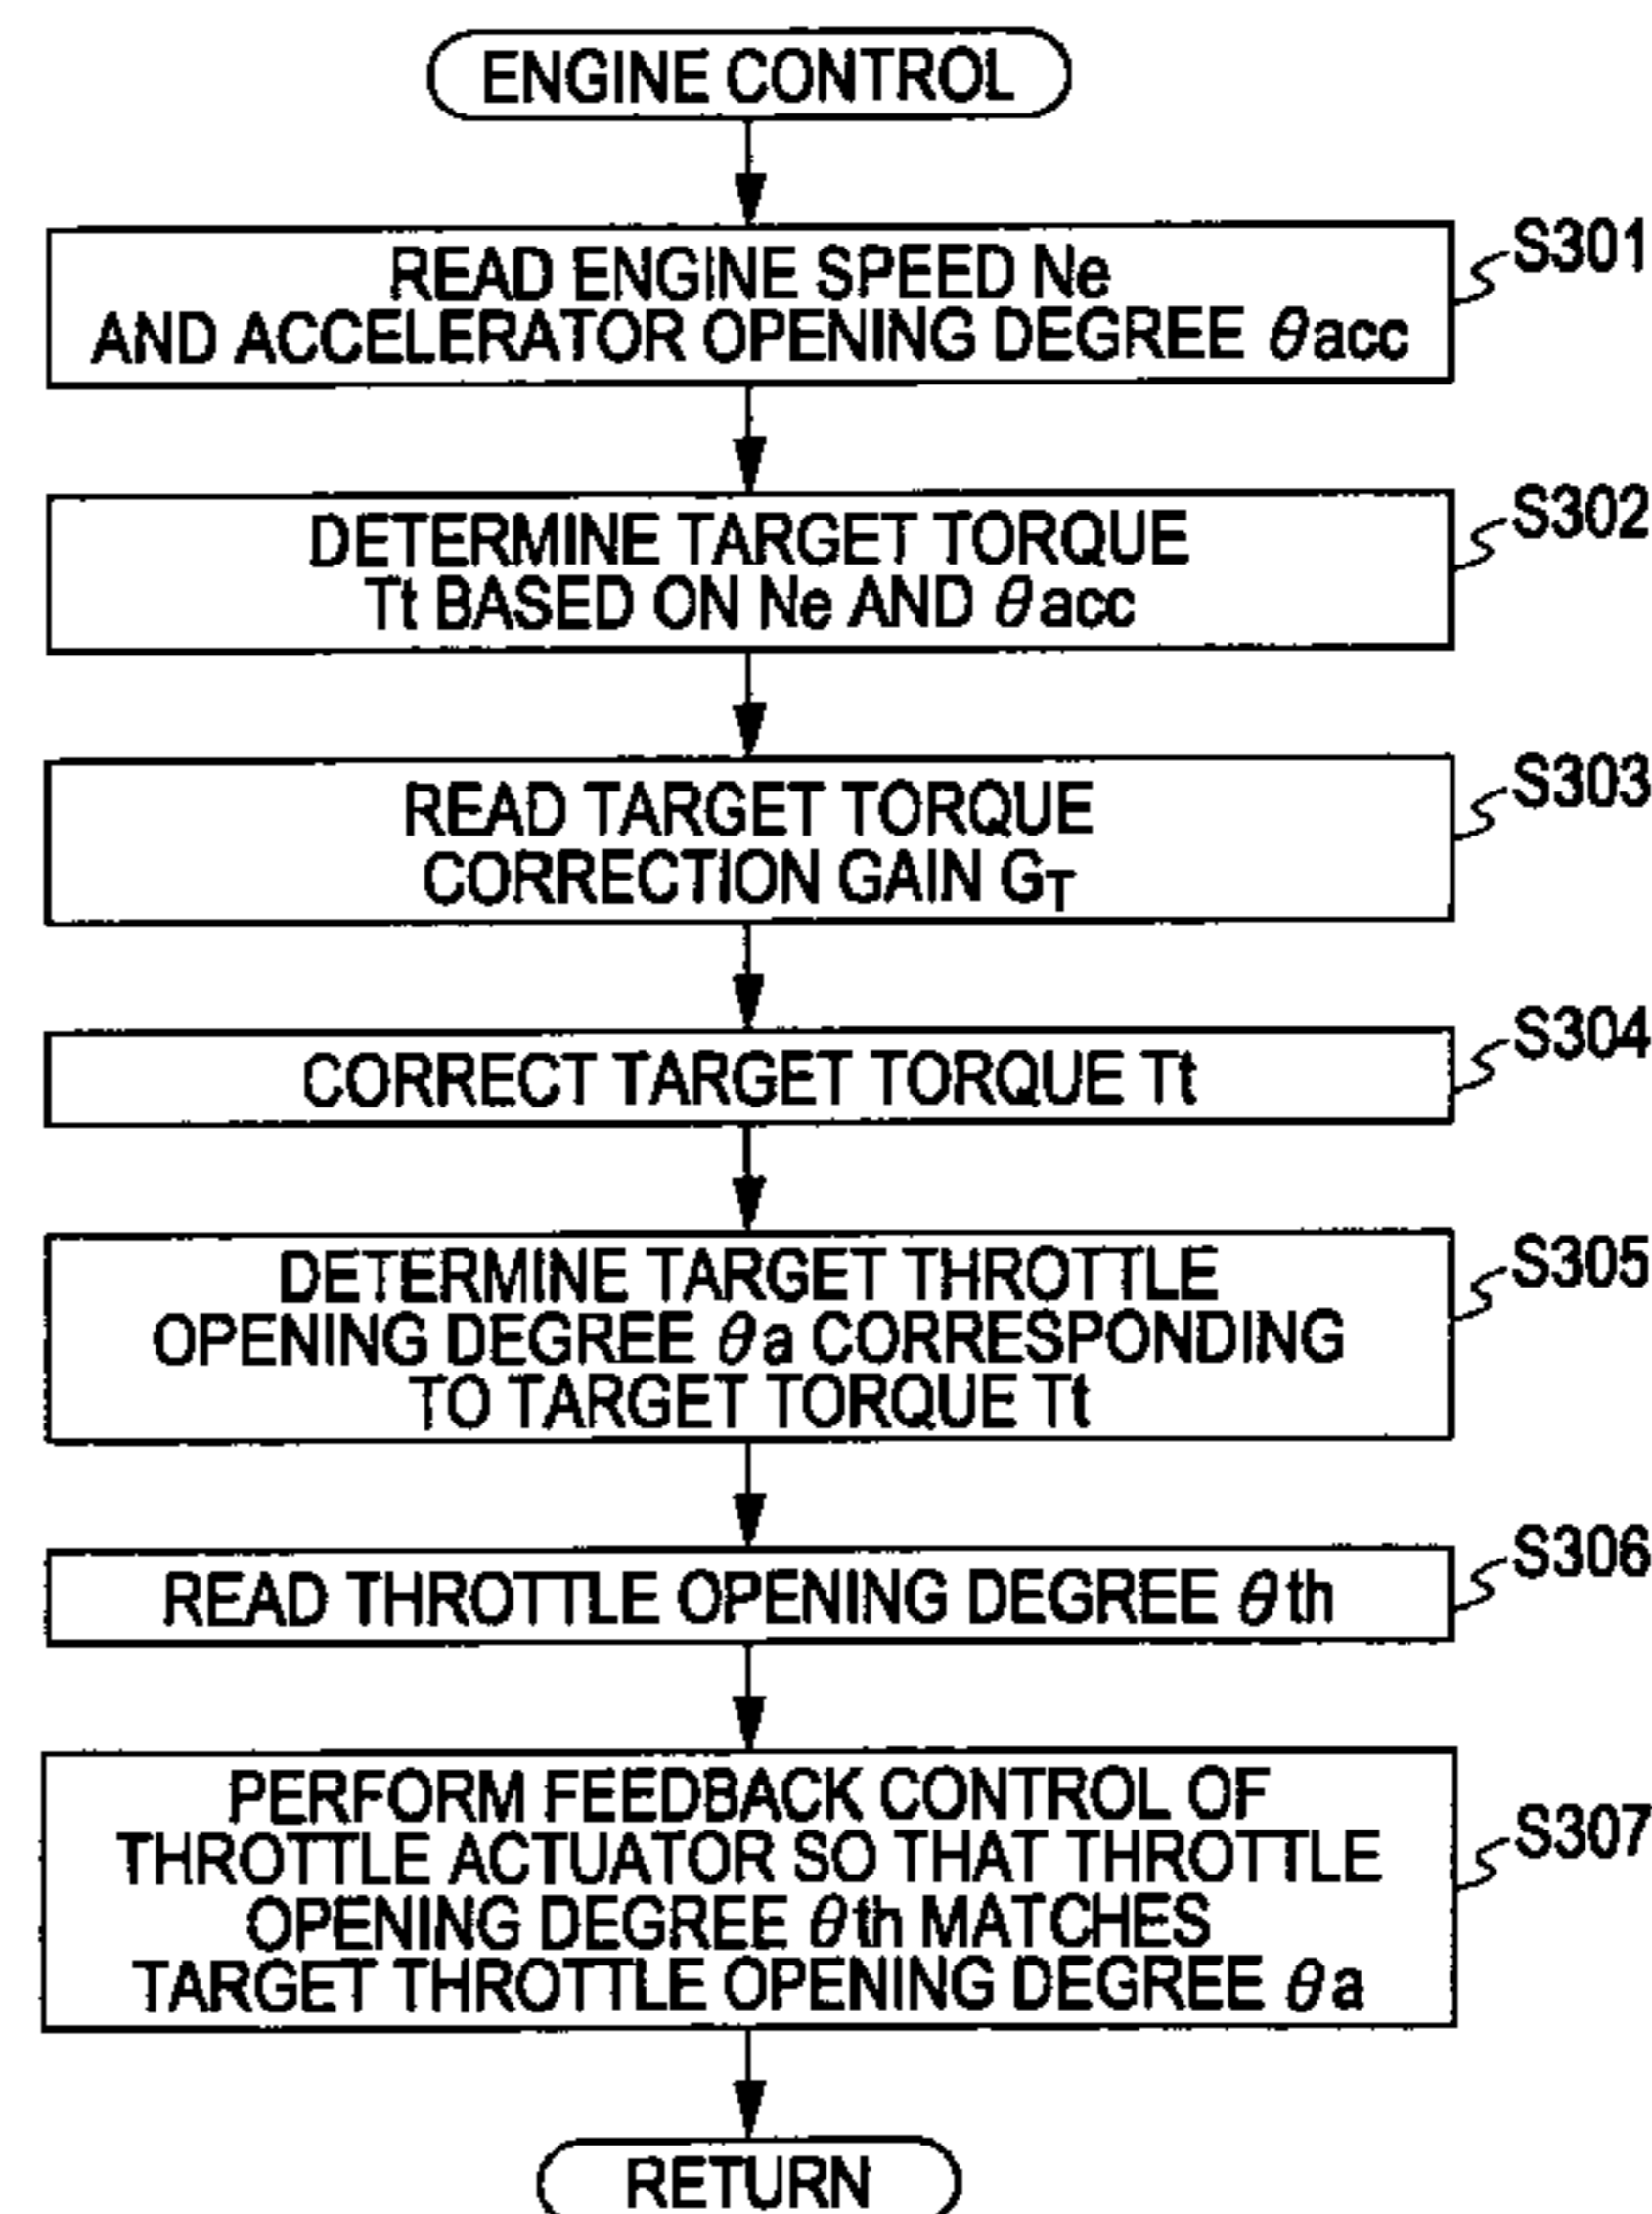 ENGINE CONTROL
READ ENGINE SPEED Ne
AND ACCELERATOR OPENING DEGREE θacc
S301
DETERMINE TARGET TORQUE
Tt BASED ON Ne AND θacc
S302
READ TARGET TORQUE
CORRECTION GAIN GT
S303
CORRECT TARGET TORQUE Tt
S304
DETERMINE TARGET THROTTLE
OPENING DEGREE θa CORRESPONDING
TO TARGET TORQUE Tt
S305
READ THROTTLE OPENING DEGREE θth
S306
PERFORM FEEDBACK CONTROL OF
THROTTLE ACTUATOR SO THAT THROTTLE
OPENING DEGREE θth MATCHES
TARGET THROTTLE OPENING DEGREE θa
S307
RETURN